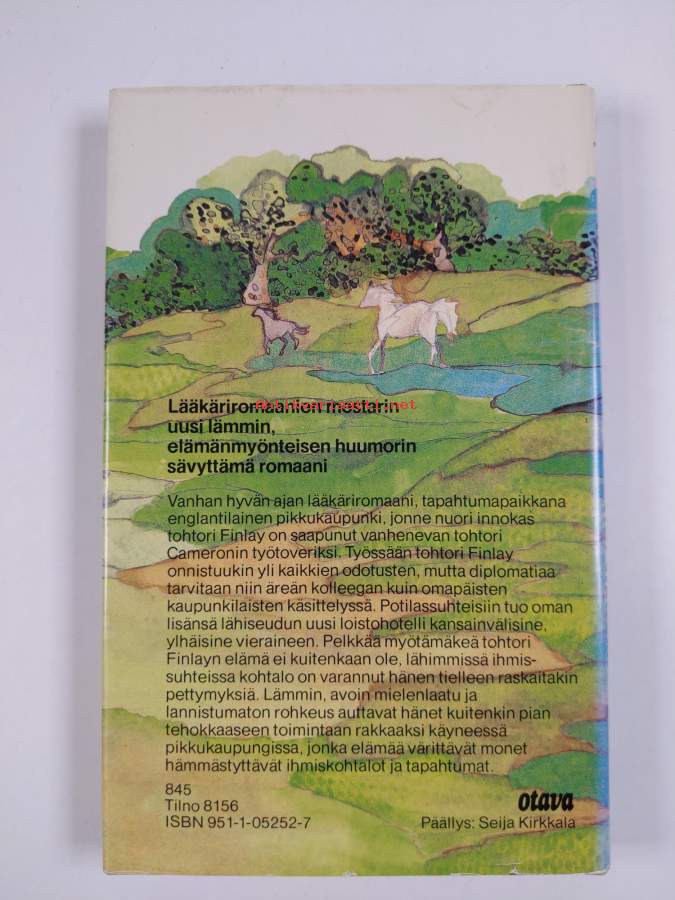 Lääkäriromaanion mestarin
uusi lämmin,
elämänmyönteisen huumorin
sävyttämä romaani
Vanhan hyvän ajan lääkäriromaani, tapahtumapaikkana
englantilainen pikkukaupunki, jonne nuori innokas
tohtori Finlay on saapunut vanhenevan tohtori
Cameronin työtoveriksi. Työssään tohtori Finlay
onnistuukin yli kaikkien odotusten, mutta diplomatiaa
tarvitaan niin äreän kolleegan kuin omapäisten
kaupunkilaisten käsittelyssä. Potilassuhteisiin tuo oman
lisänsä lähiseudun uusi loistohotelli kansainvälisine,
ylhäisine vieraineen. Pelkkää myötämäkeä tohtori
Finlayn elämä ei kuitenkaan ole, lähimmissä ihmis-
suhteissa kohtalo on varannut hänen tielleen raskaitakin
pettymyksiä. Lämmin, avoin mielenlaatu ja
lannistumaton rohkeus auttavat hänet kuitenkin pian
tehokkaaseen toimintaan rakkaaksi käyneessä
pikkukaupungissa, jonka elämää värittävät monet
hämmästyttävät ihmiskohtalot ja tapahtumat.
845
Tilno 8156
ISBN 951-1-05252-7
otava
Päällys: Seija Kirkkala